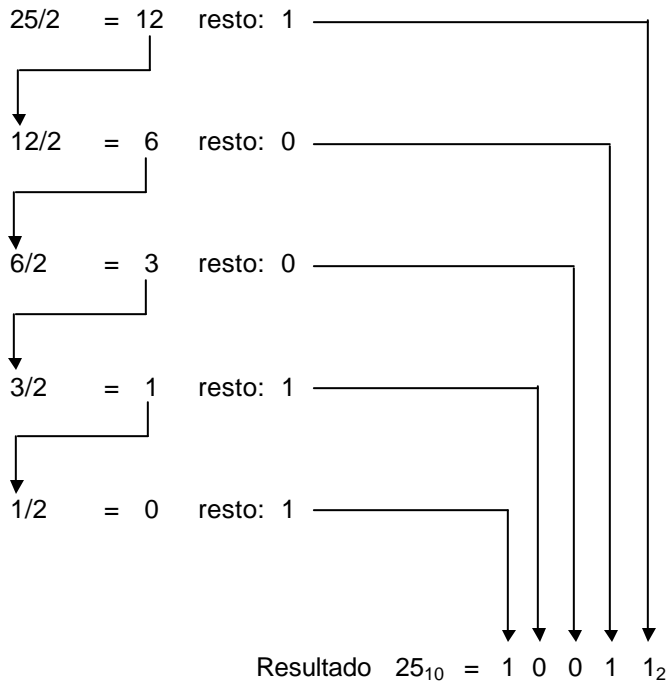 25/2 = 12 resto: 1
12/2 = 6 resto: 0
6/2 = 3 resto: 0
3/2 = 1 resto: 1
1/2 = 0 resto: 1
Resultado 25₁₀ = 1 0 0 1 1₂